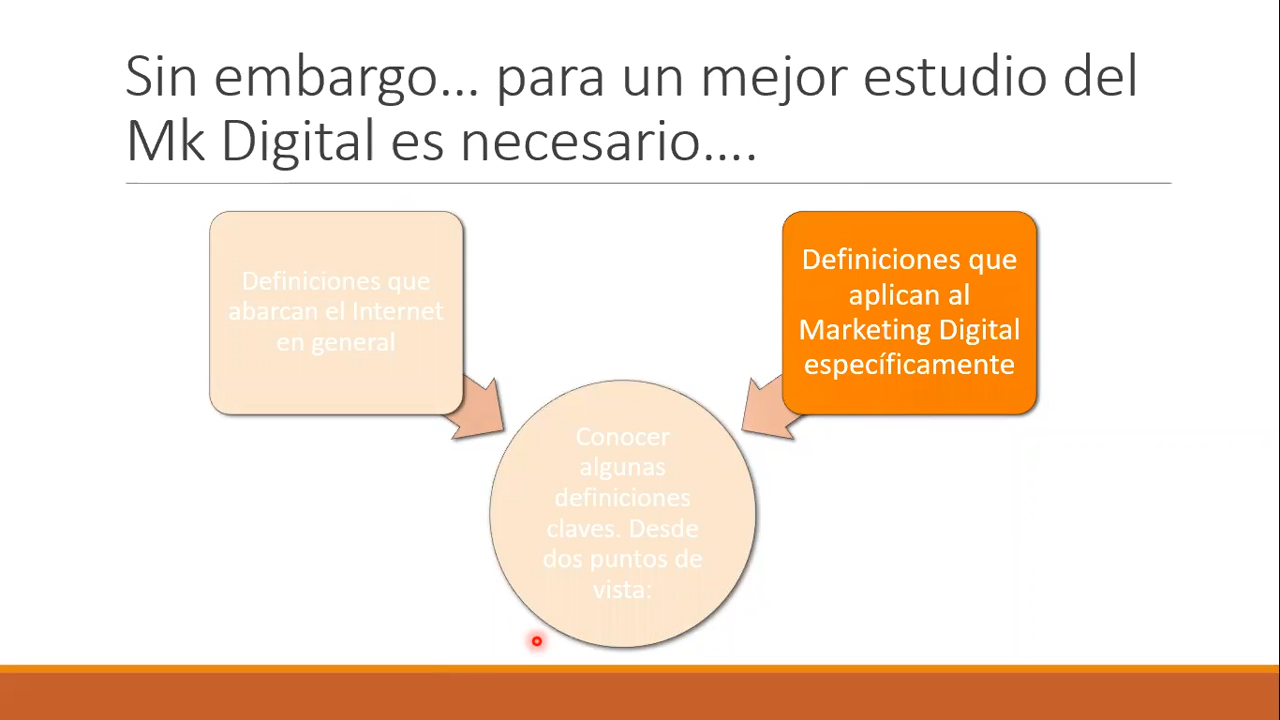 Sin embargo... para un mejor estudio del
Mk Digital es necesario....
Definiciones que
abarcan el Internet
en general
Definiciones que
aplican al
Marketing Digital
específicamente
Conocer
algunas
definiciones
claves. Desde
dos puntos de
vista: